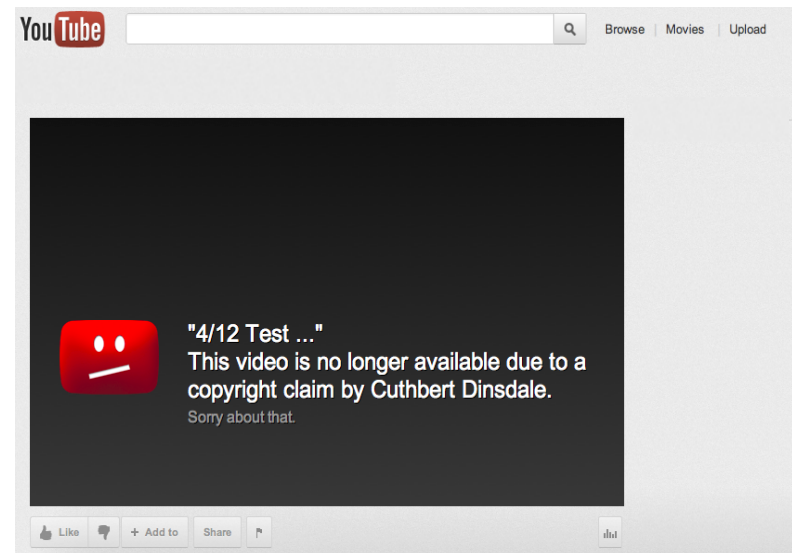 YouTube
Browse | Movies | Upload
"4/12 Test ..."
This video is no longer available due to a
copyright claim by Cuthbert Dinsdale.
Sorry about that.
Like
+ Add to
Share